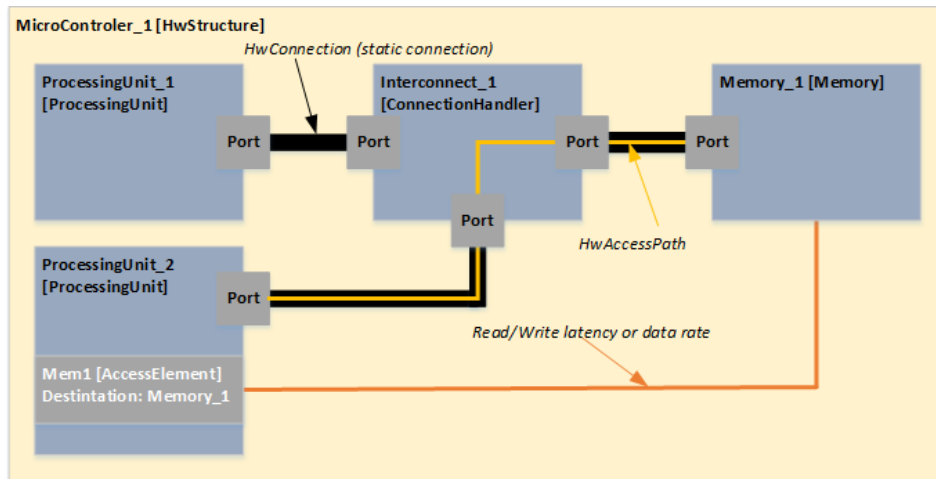 MicroControler_1 [HwStructure]
HwConnection (static connection)
ProcessingUnit_1
[ProcessingUnit]
Port
Interconnect_1
[ConnectionHandler]
Port
Port
Port
Memory_1 [Memory]
Port
HwAccessPath
ProcessingUnit_2
[ProcessingUnit]
Port
Read/Write latency or data rate
Mem1 [AccessElement]
Destintation: Memory_1